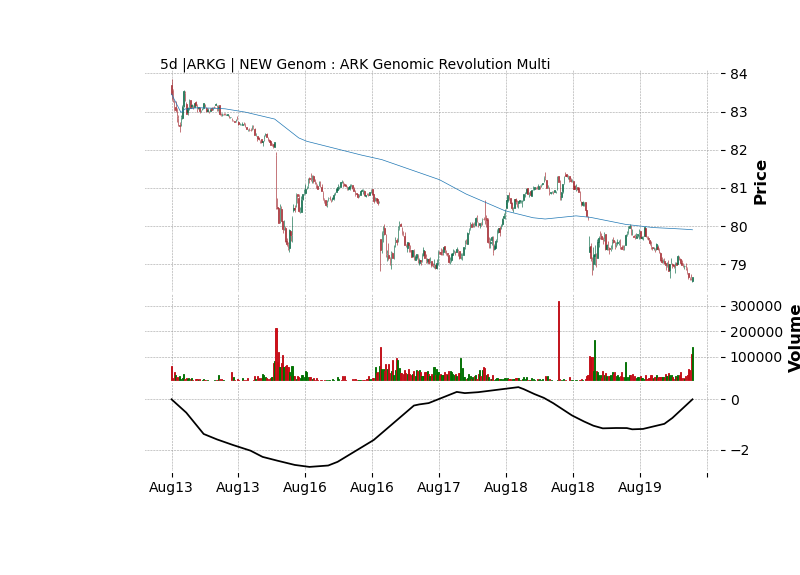 5d |ARKG | NEW Genom : ARK Genomic Revolution Multi
84
83
82
81
80
79
Price
300000
200000
100000
Volume
0
−2
Aug13 Aug13 Aug16 Aug16 Aug17 Aug18 Aug18 Aug19